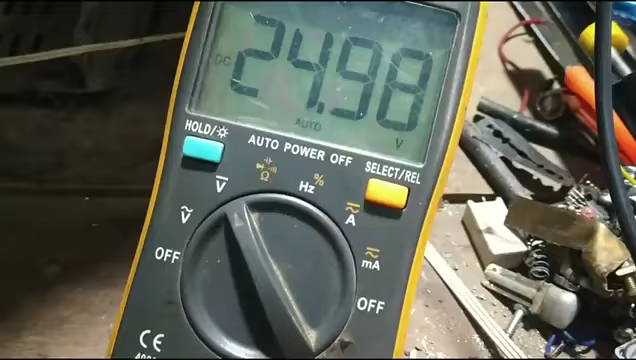 DC 24.98
AUTO V
HOLD/☼
AUTO POWER OFF
SELECT/REL
V
Ω
Hz %
V
A
OFF
mA
OFF
CE